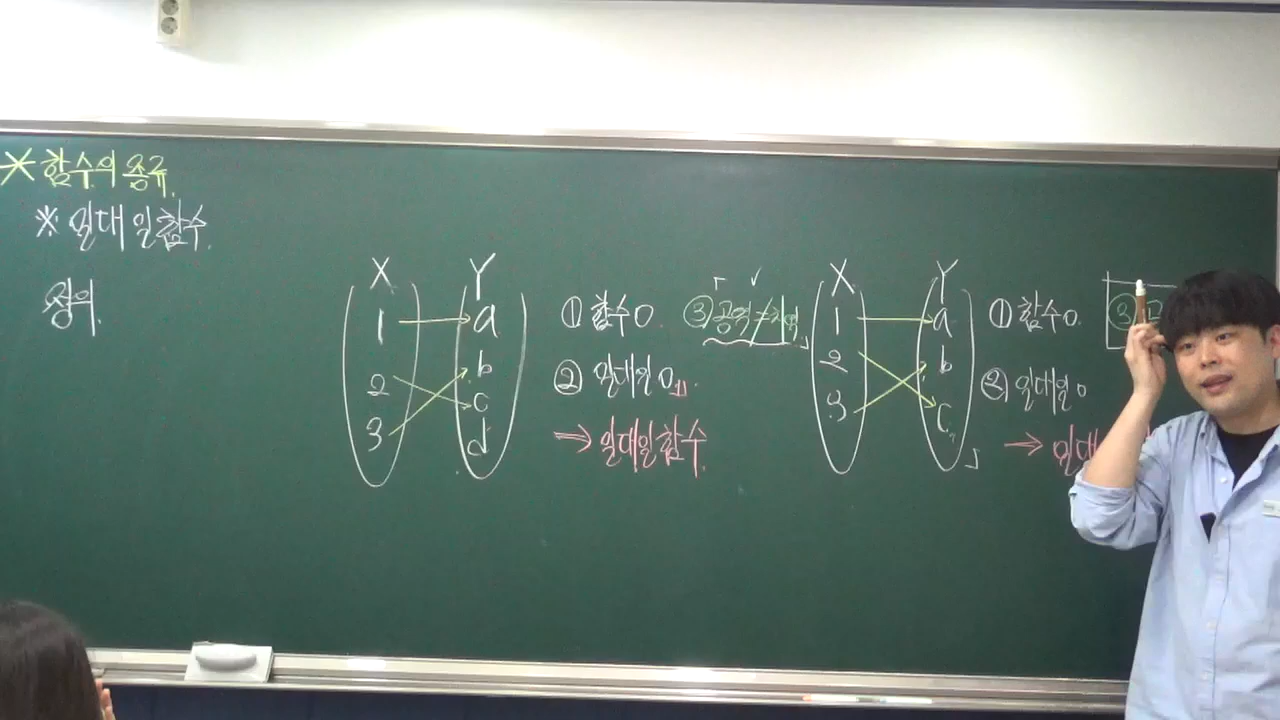 * 함수의 종류.
※ 일대일함수.
정의.
X Y
1 a
2 b
3 c
d
① 함수 O. ③ 공역≠치역
② 일대일 O
⇒ 일대일함수.
X Y
1 a
2 b
3 c
① 함수 O. ③
② 일대일 O
⇒ 일대